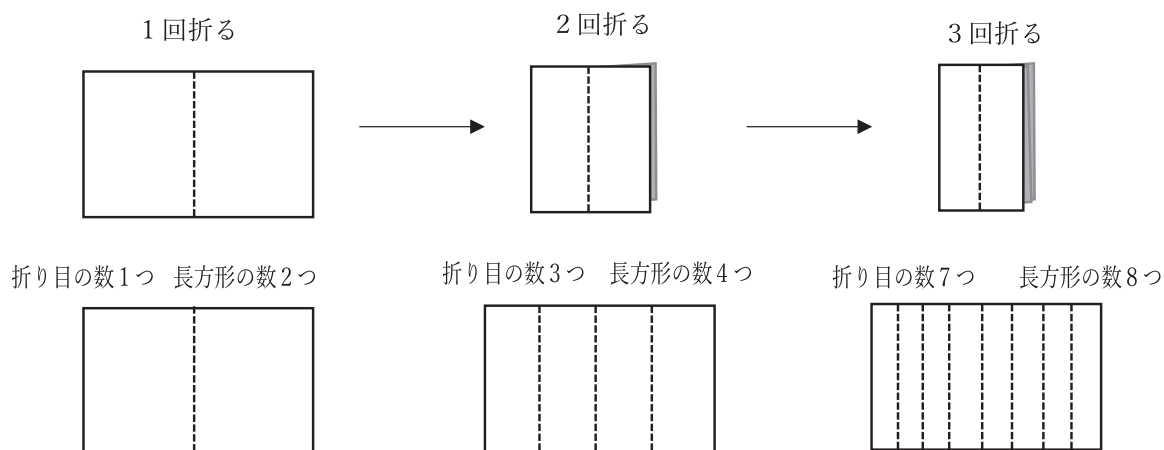 1回折る
2回折る
3回折る
折り目の数1つ 長方形の数2つ
折り目の数3つ 長方形の数4つ
折り目の数7つ 長方形の数8つ